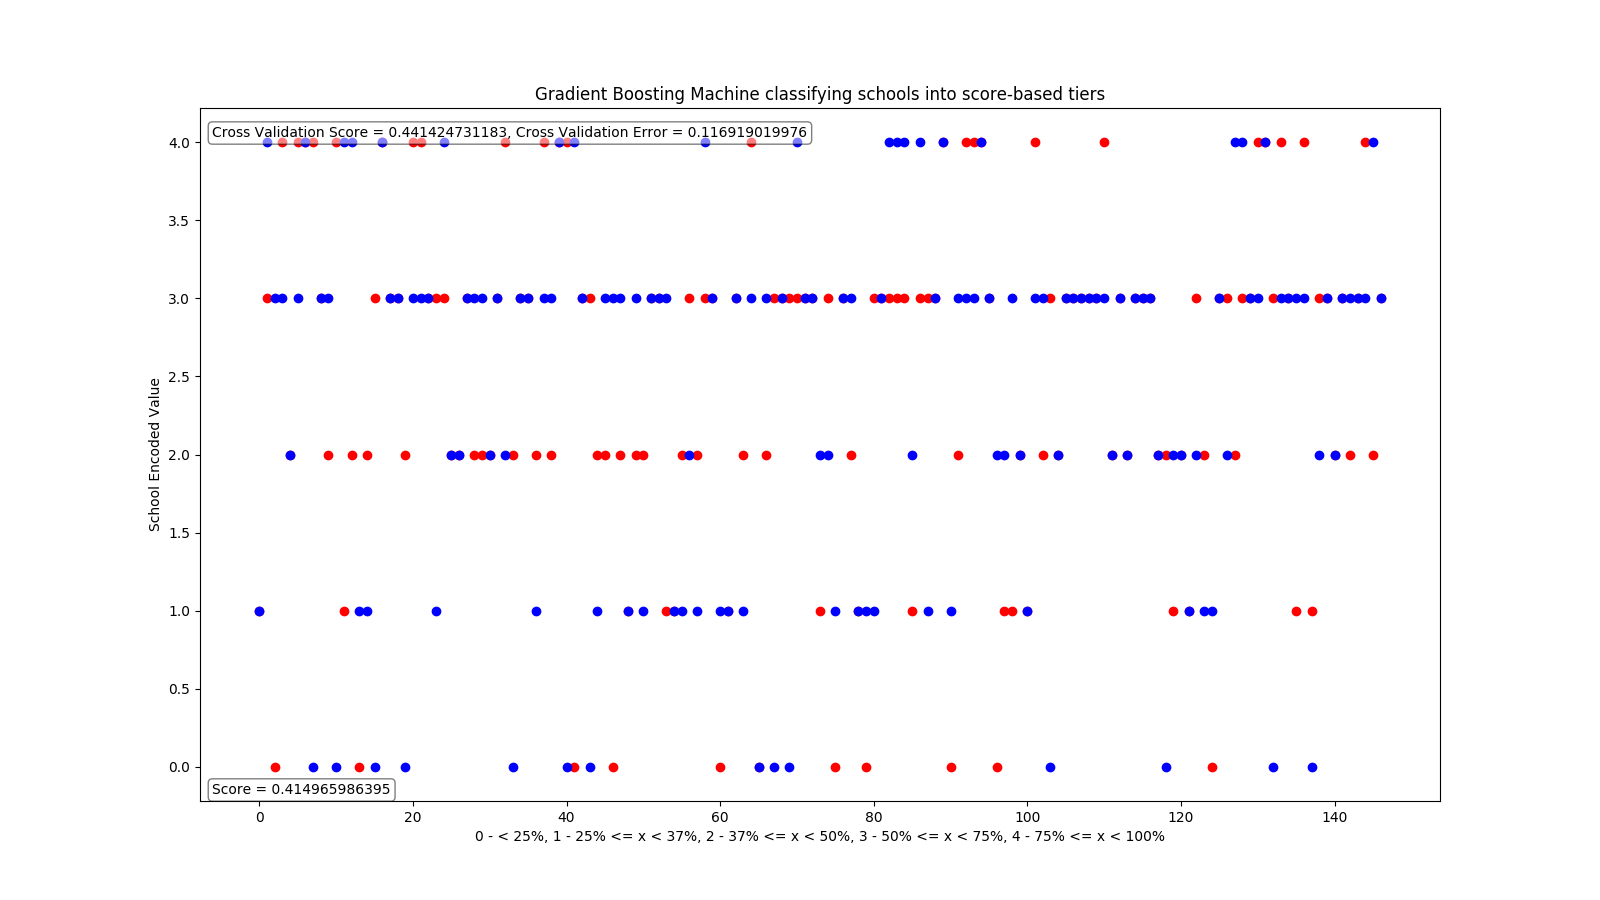 Gradient Boosting Machine classifying schools into score-based tiers
Cross Validation Score = 0.441424731183, Cross Validation Error = 0.116919019976
4.0
3.5
3.0
2.5
2.0
1.5
1.0
0.5
0.0
School Encoded Value
Score = 0.414965986395
0 20 40 60 80 100 120 140
0 - < 25%, 1 - 25% <= x < 37%, 2 - 37% <= x < 50%, 3 - 50% <= x < 75%, 4 - 75% <= x < 100%